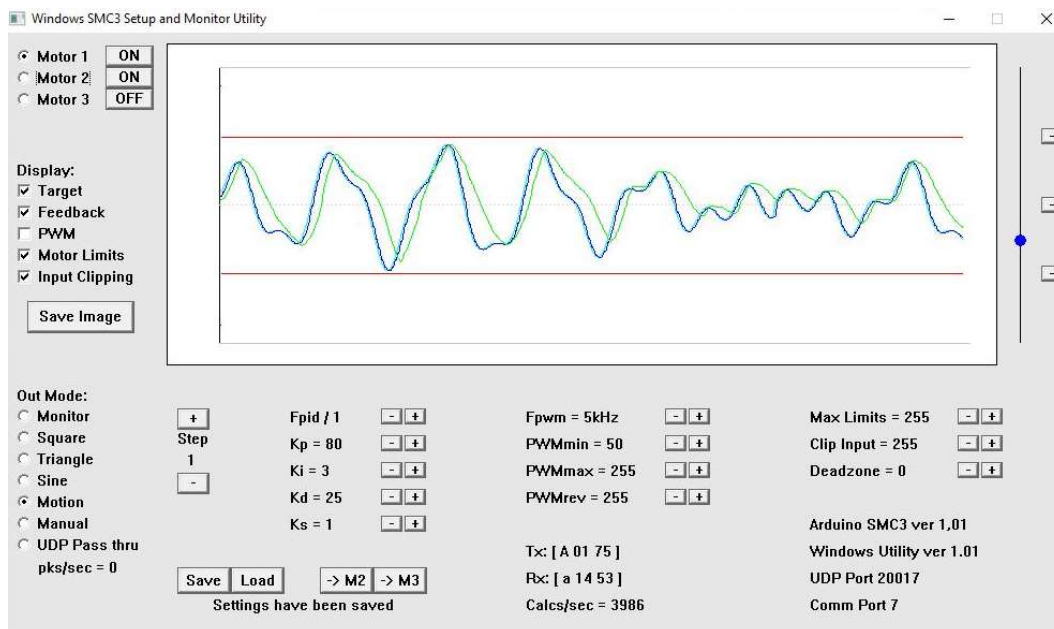 Windows SMC3 Setup and Monitor Utility
Motor 1 ON
Motor 2 ON
Motor 3 OFF
Display:
Target
Feedback
PWM
Motor Limits
Input Clipping
Save Image
Out Mode:
Monitor
Square
Triangle
Sine
Motion
Manual
UDP Pass thru
pks/sec = 0
+
Step
1
-
Fpid / 1 - +
Kp = 80 - +
Ki = 3 - +
Kd = 25 - +
Ks = 1 - +
Save Load -> M2 -> M3
Settings have been saved
Fpwm = 5kHz - +
PWMmin = 50 - +
PWMmax = 255 - +
PWMrev = 255 - +
Tx: [ A 01 75 ]
Rx: [ a 14 53 ]
Calcs/sec = 3986
Max Limits = 255 - +
Clip Input = 255 - +
Deadzone = 0 - +
Arduino SMC3 ver 1,01
Windows Utility ver 1.01
UDP Port 20017
Comm Port 7